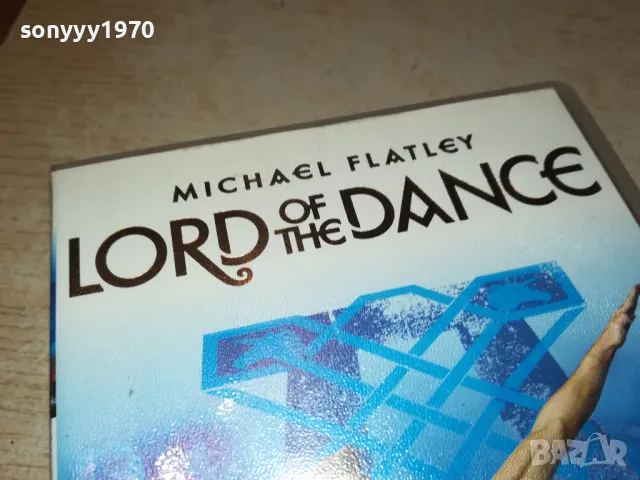 sonyyy1970
MICHAEL FLATLEY
LORD OF THE DANCE
BAZAR